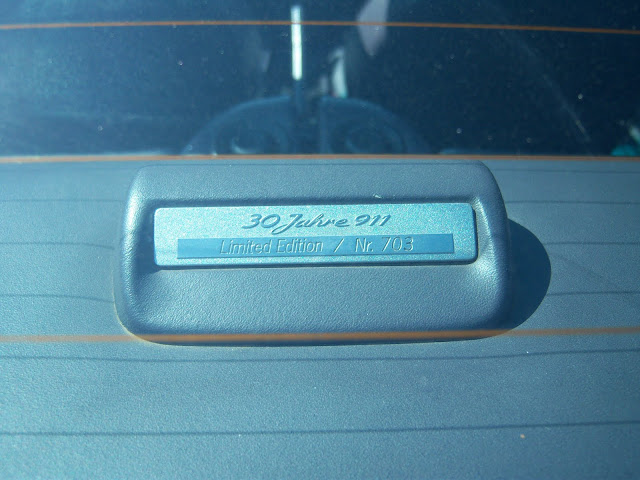 30 Jahre 911
Limited Edition / Nr. 703